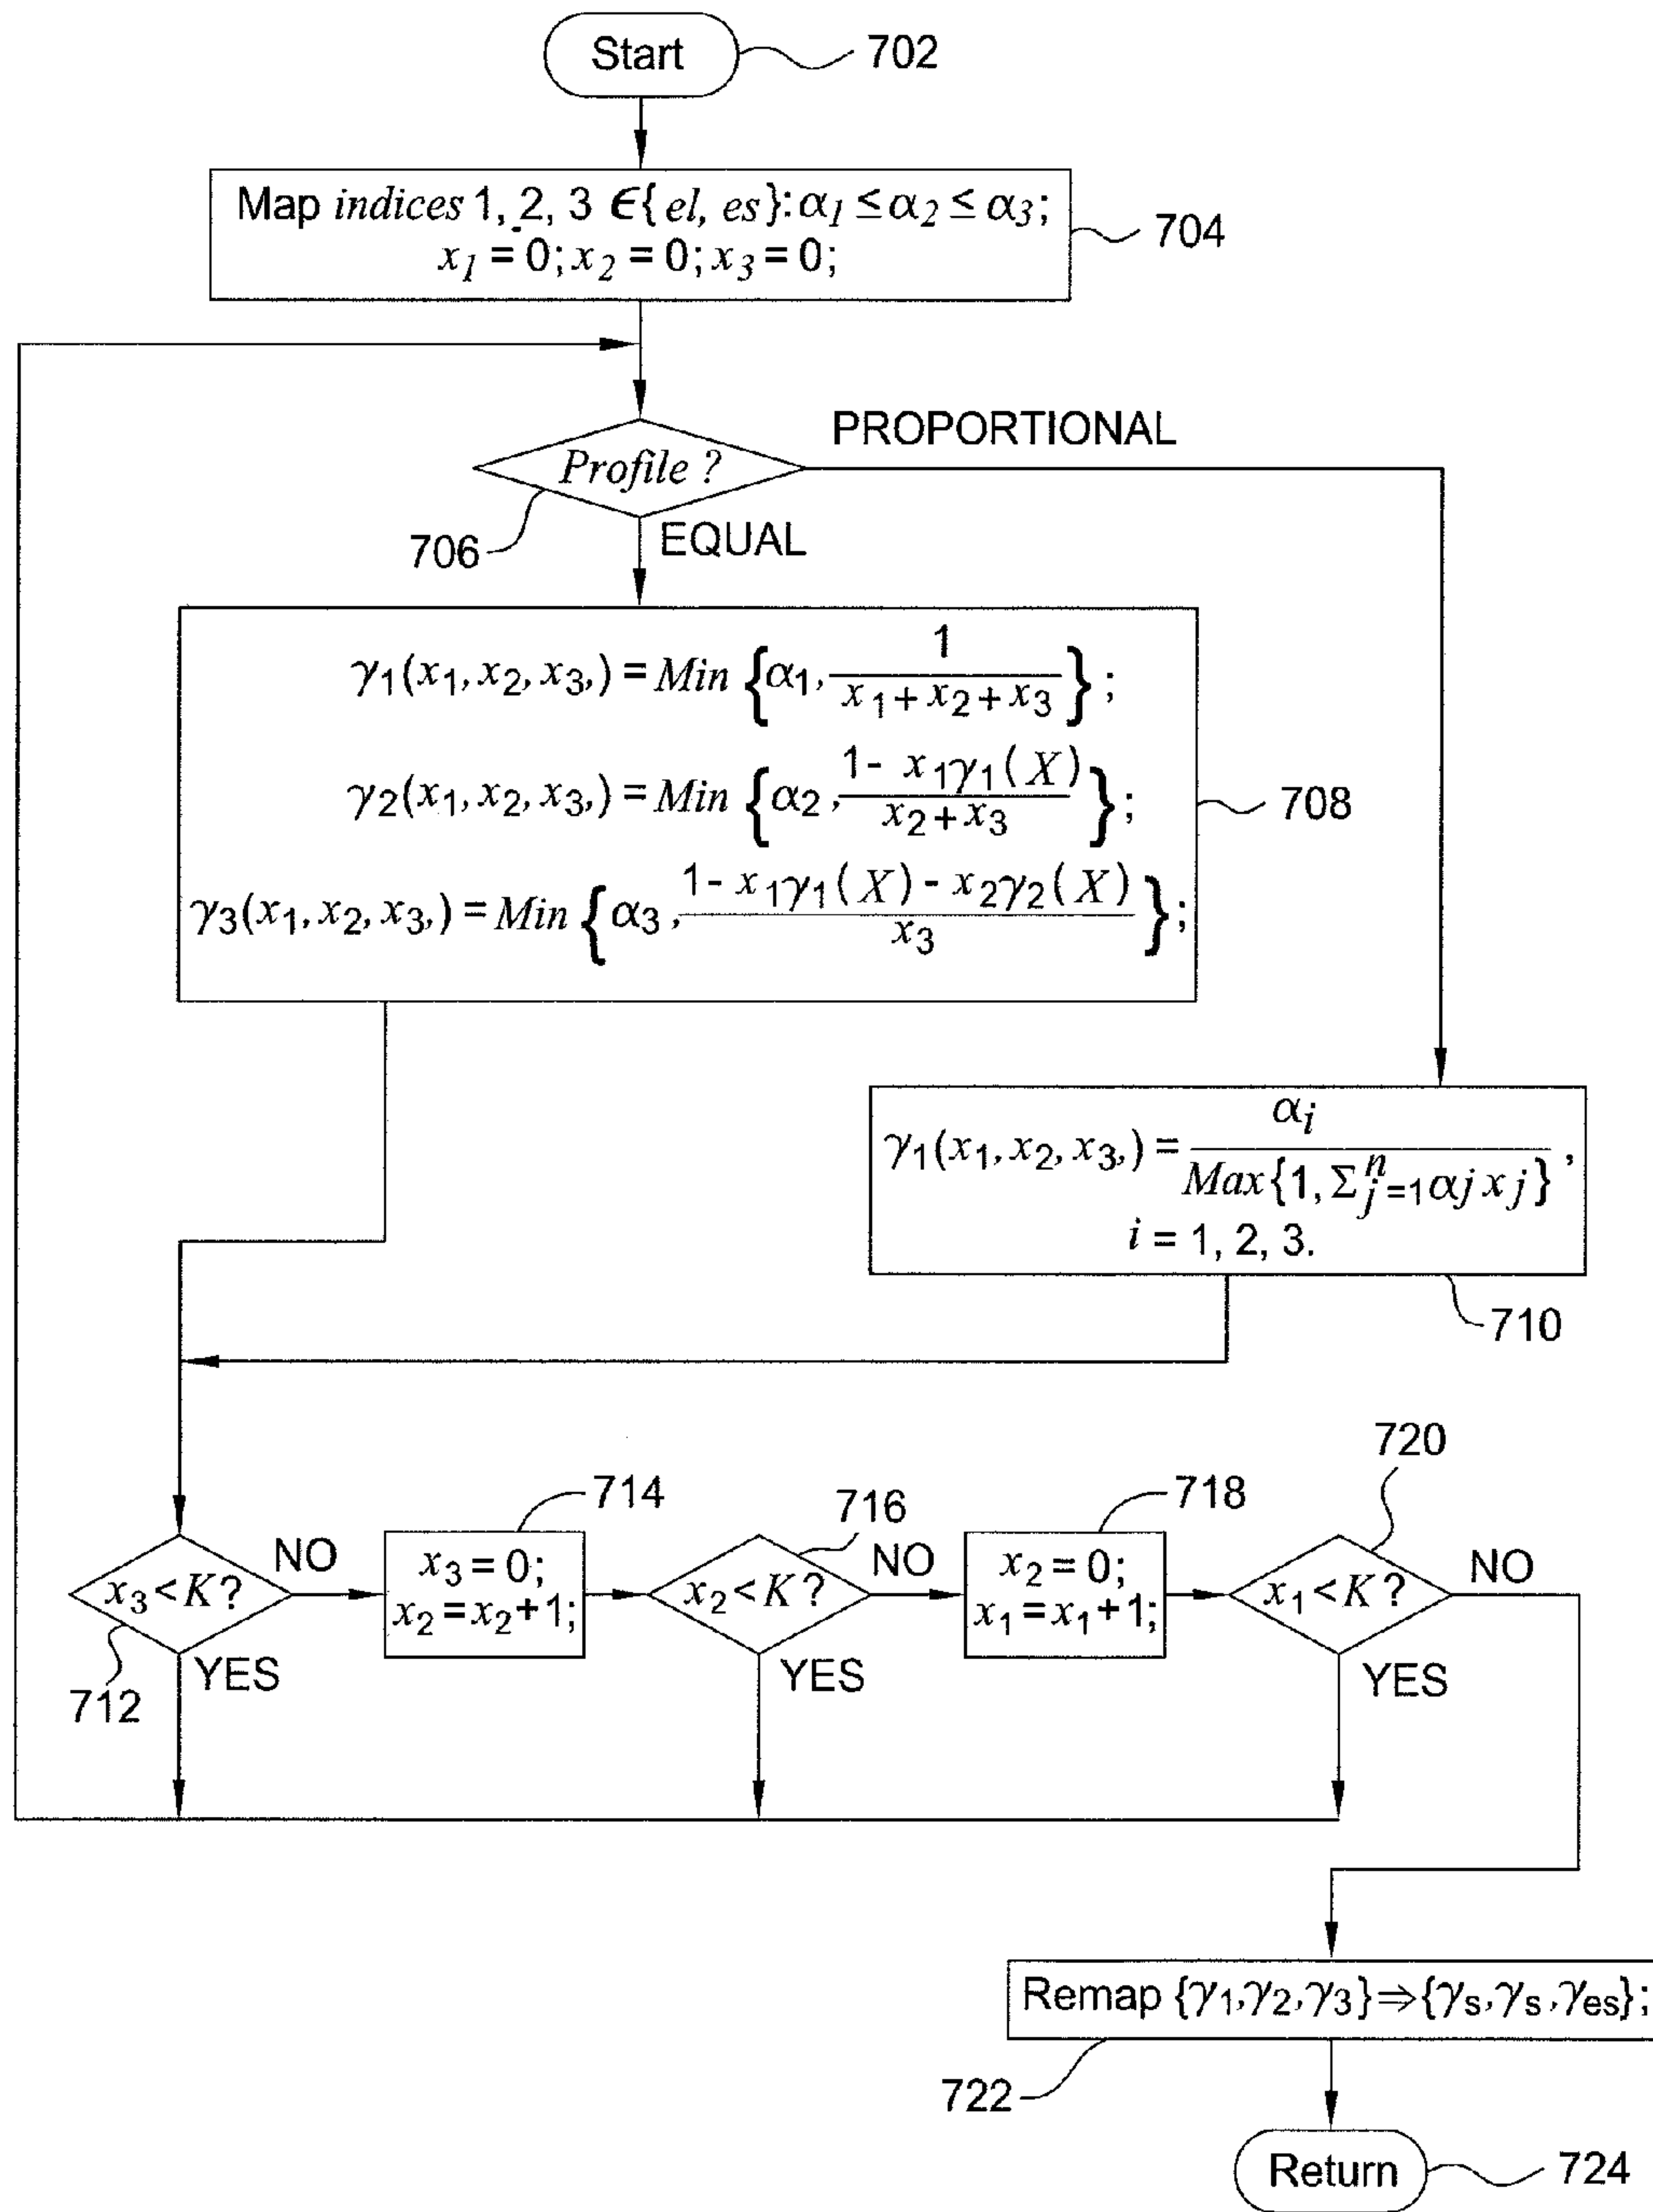 Start
702
Map indices 1, 2, 3 ϵ{el, es}: α1 ≤ α2 ≤ α3;
x1 = 0; x2 = 0; x3 = 0;
704
PROPORTIONAL
Profile ?
706
EQUAL
γ1(x1, x2, x3,) = Min {α1, 1 / x1 + x2 + x3};
γ2(x1, x2, x3,) = Min {α2, 1- x1γ1(X) / x2 + x3};
γ3(x1, x2, x3,) = Min {α3, 1- x1γ1(X) - x2γ2(X) / x3};
708
γ1(x1, x2, x3,) = αi / Max{1, Σ^n_j=1 αj xj},
i = 1, 2, 3.
710
x3 < K?
712
NO
YES
714
x3 = 0;
x2 = x2 + 1;
716
x2 < K?
NO
YES
718
x2 = 0;
x1 = x1 + 1;
720
x1 < K?
NO
YES
Remap {γ1,γ2,γ3}⇒{γs,γs,γes};
722
Return
724